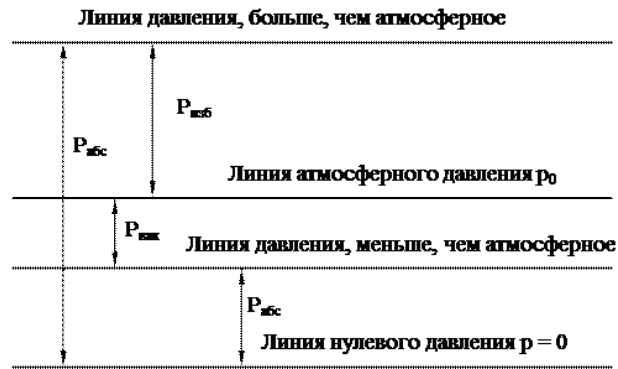 Линия давления, больше, чем атмосферное
Pизб
Pабс
Линия атмосферного давления p0
Pвак
Линия давления, меньше, чем атмосферное
Pабс
Линия нулевого давления p = 0